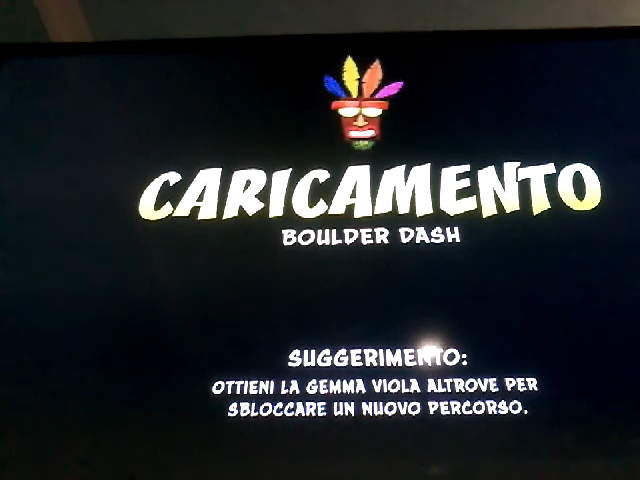 CARICAMENTO
BOULDER DASH
SUGGERIMENTO:
OTTIENI LA GEMMA VIOLA ALTROVE PER
SBLOCCARE UN NUOVO PERCORSO.